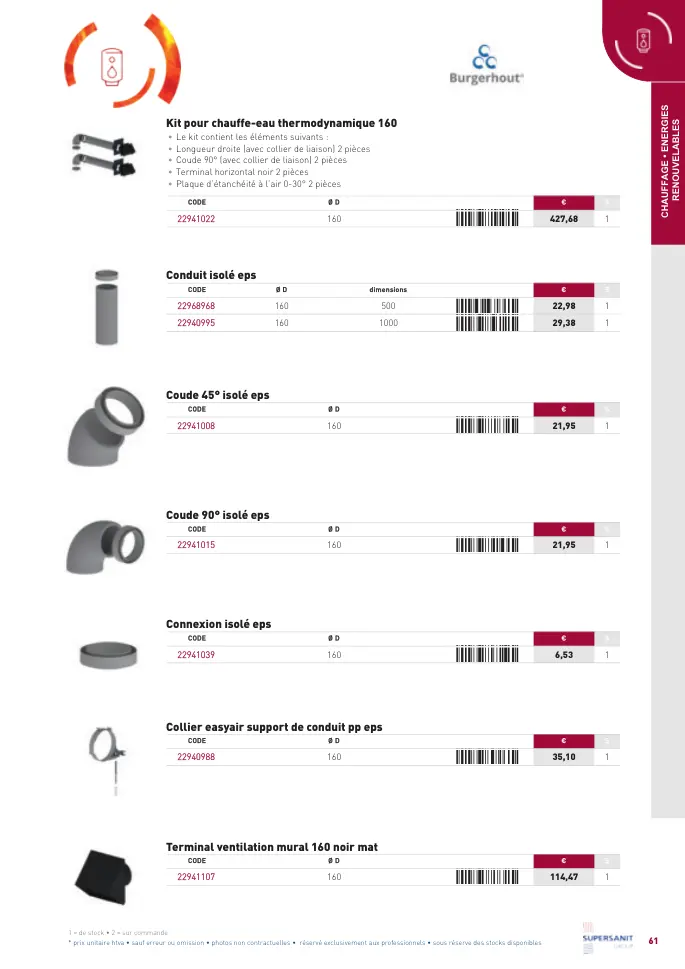 Burgerhout®
CHAUFFAGE • ENERGIES
RENOUVELABLES
Kit pour chauffe-eau thermodynamique 160
• Le kit contient les éléments suivants :
• Longueur droite (avec collier de liaison) 2 pièces
• Coude 90° (avec collier de liaison) 2 pièces
• Terminal horizontal noir 2 pièces
• Plaque d'étanchéité à l'air 0-30° 2 pièces
CODE Ø D €
22941022 160 427,68 1
Conduit isolé eps
CODE Ø D dimensions €
22968968 160 500 22,98 1
22940995 160 1000 29,38 1
Coude 45° isolé eps
CODE Ø D €
22941008 160 21,95 1
Coude 90° isolé eps
CODE Ø D €
22941015 160 21,95 1
Connexion isolé eps
CODE Ø D €
22941039 160 6,53 1
Collier easyair support de conduit pp eps
CODE Ø D €
22940988 160 35,10 1
Terminal ventilation mural 160 noir mat
CODE Ø D €
22941107 160 114,47 1
1 = de stock • 2 = sur commande
* prix unitaire htva • sauf erreur ou omission • photos non contractuelles • réservé exclusivement aux professionnels • sous réserve des stocks disponibles
SUPERSANIT
GROUP
61